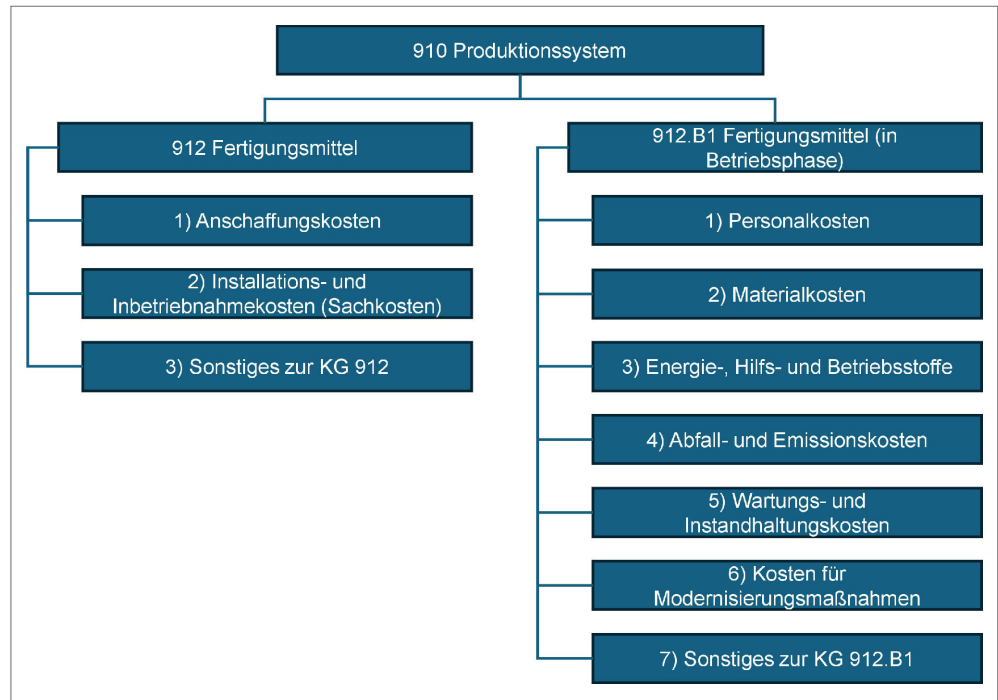 910 Produktionssystem
912 Fertigungsmittel
1) Anschaffungskosten
2) Installations- und
Inbetriebnahmekosten (Sachkosten)
3) Sonstiges zur KG 912
912.B1 Fertigungsmittel (in
Betriebsphase)
1) Personalkosten
2) Materialkosten
3) Energie-, Hilfs- und Betriebsstoffe
4) Abfall- und Emissionskosten
5) Wartungs- und
Instandhaltungskosten
6) Kosten für
Modernisierungsmaßnahmen
7) Sonstiges zur KG 912.B1